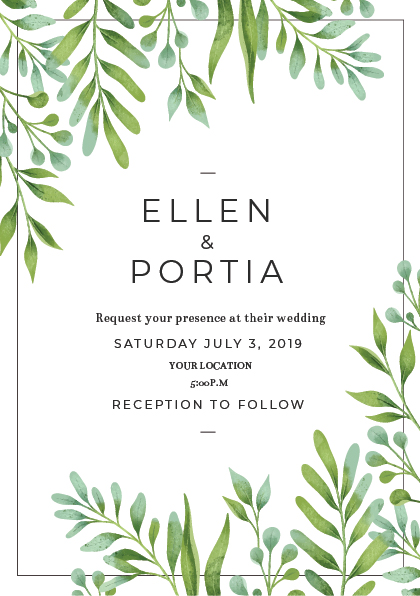 ELLEN
&
PORTIA
Request your presence at their wedding
SATURDAY JULY 3, 2019
YOUR LOCATION
5:00P.M
RECEPTION TO FOLLOW